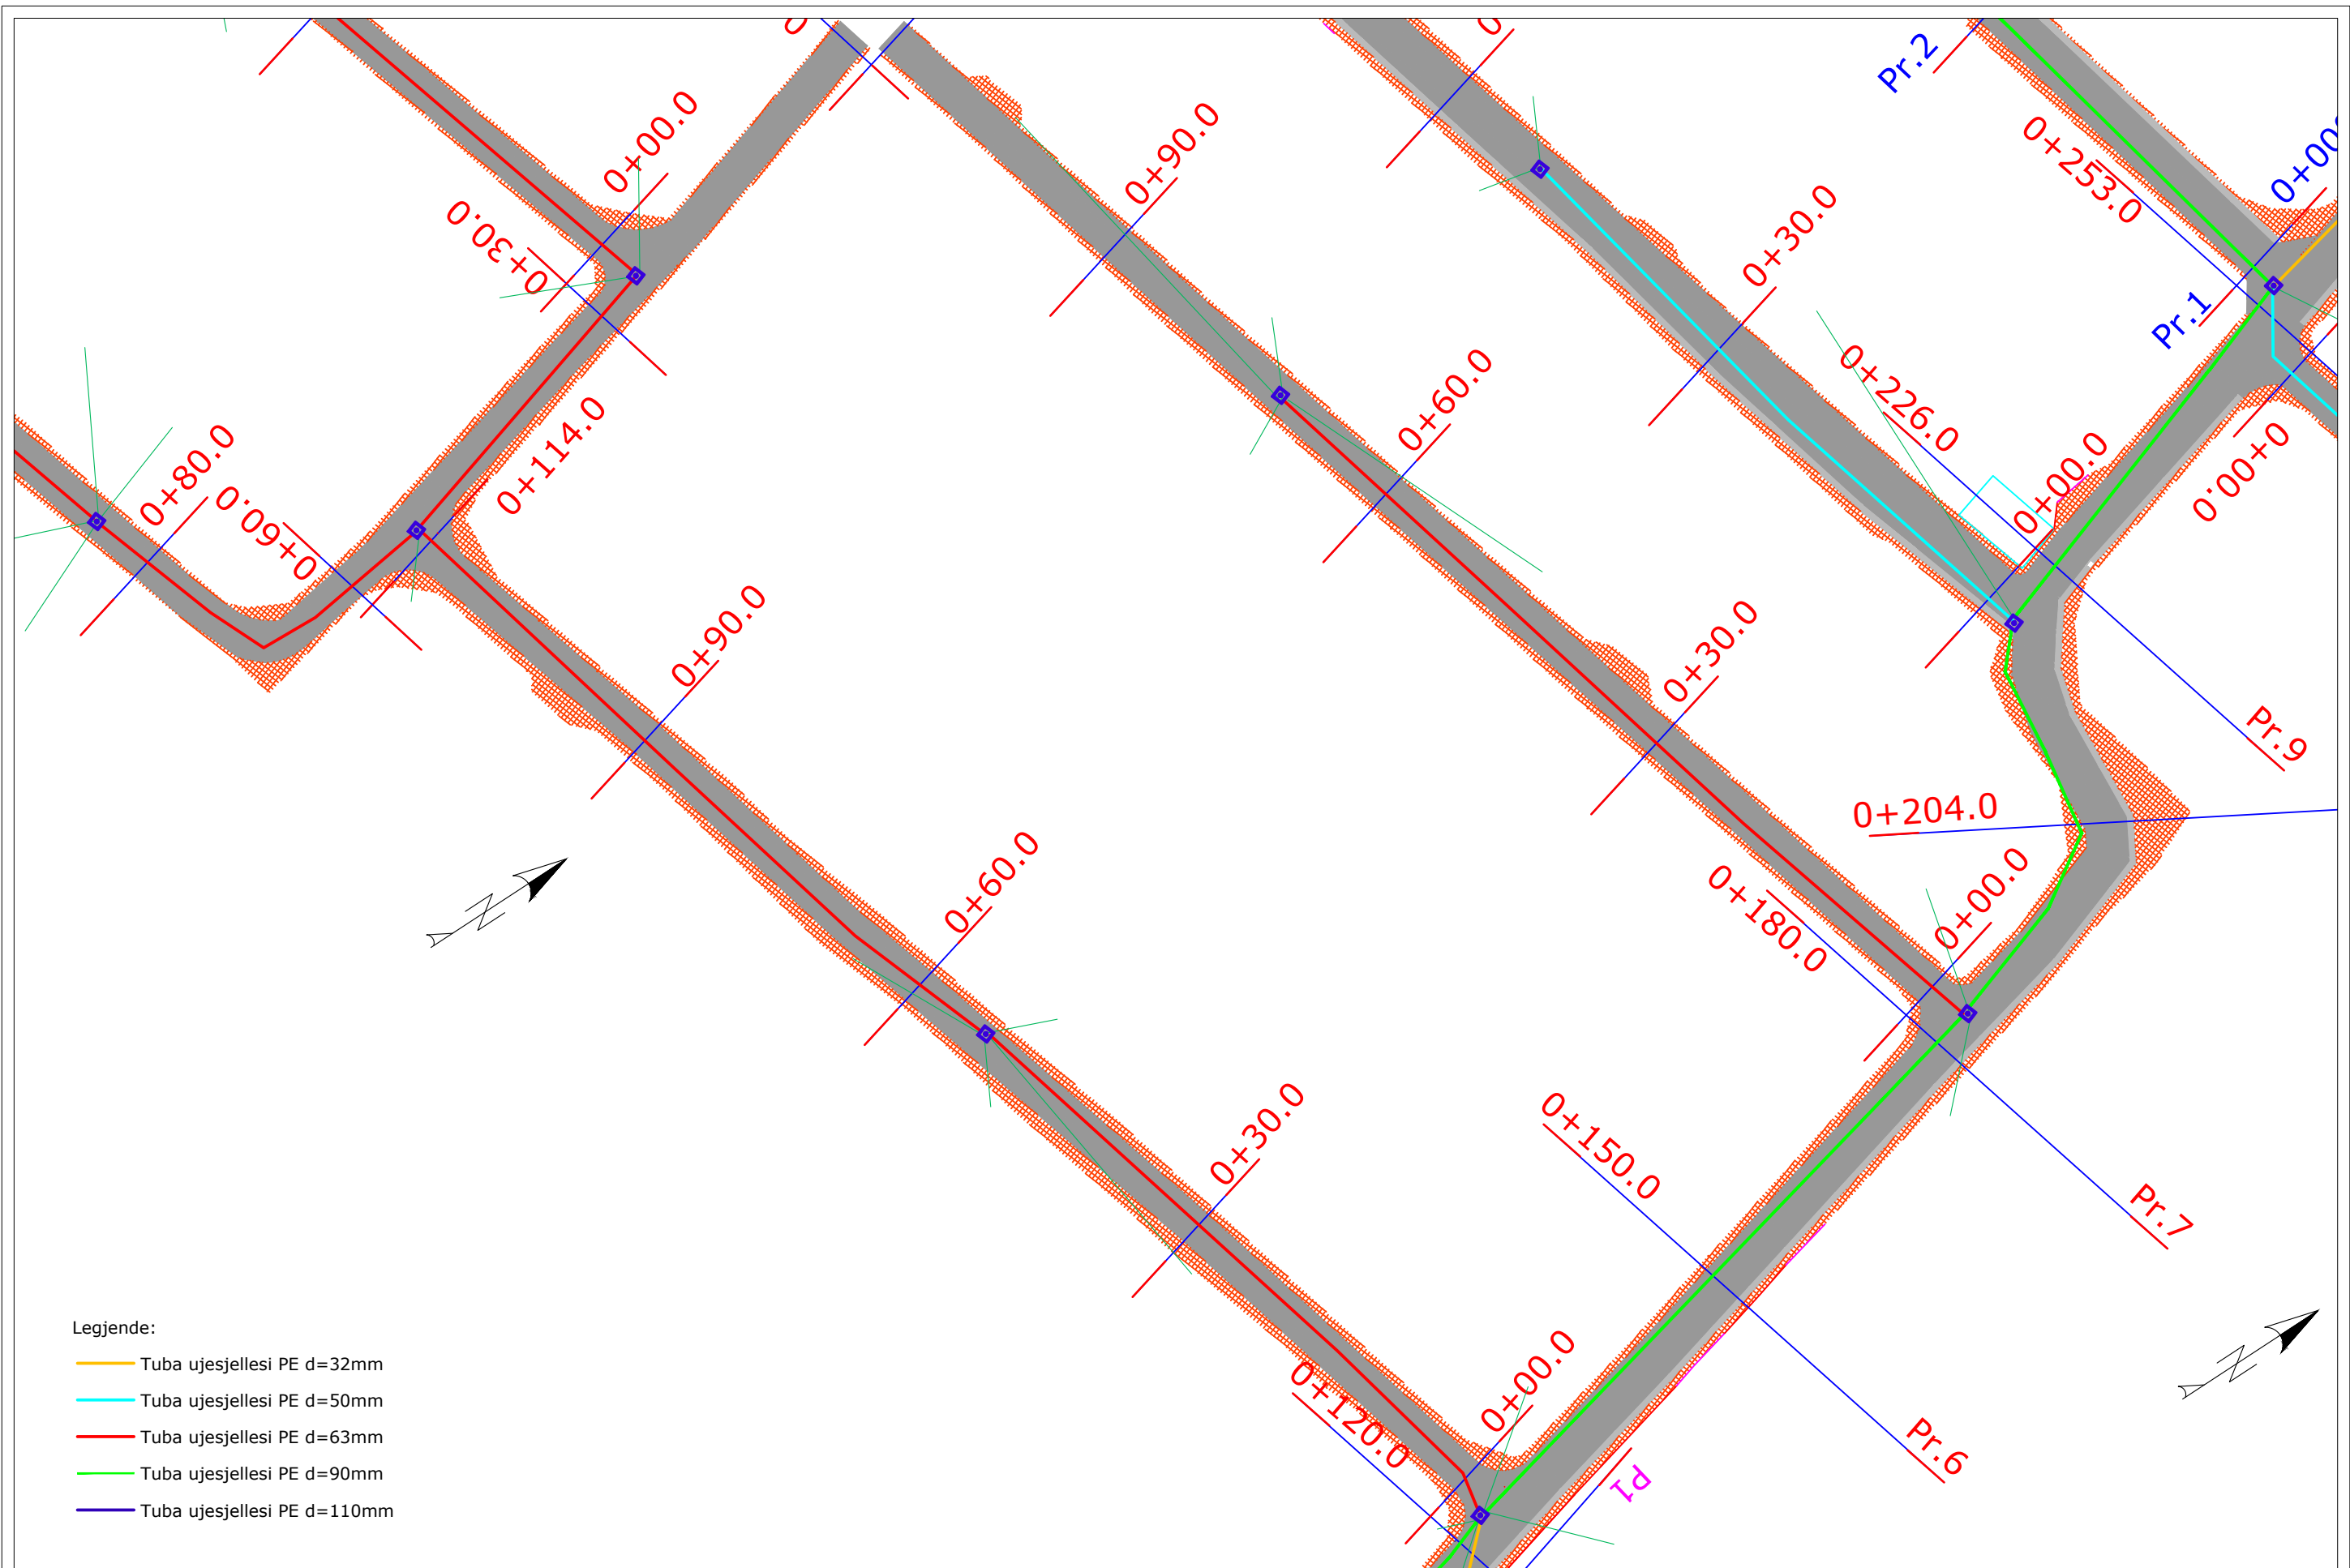 0
0
Pr.2
0+00.0
0+90.0
0+253.0
0+00
0+30.0
0+30.0
Pr.1
0+226.0
0+60.0
0+114.0
0+80.0
0+60.0
0+00.0
0+00.0
0+90.0
0+30.0
Pr.9
0+204.0
0+60.0
0+180.0
0+00.0
N
0+30.0
0+150.0
Pr.7
0+00.0
0+120.0
Pr.6
P1
N
Legjende:
Tuba ujesjellesi PE d=32mm
Tuba ujesjellesi PE d=50mm
Tuba ujesjellesi PE d=63mm
Tuba ujesjellesi PE d=90mm
Tuba ujesjellesi PE d=110mm